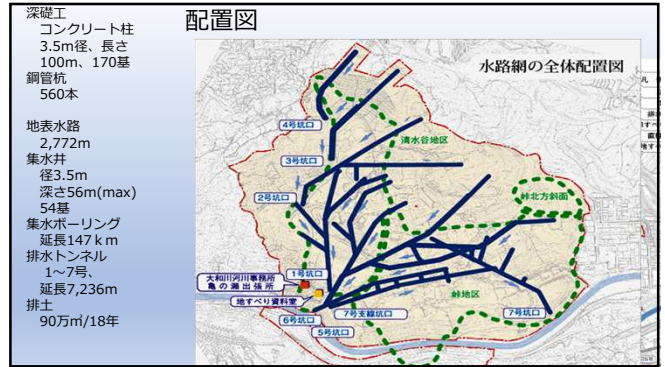 深礎工
コンクリート柱
3.5m径、長さ
100m、170基
鋼管杭
560本
地表水路
2,772m
集水井
径3.5m
深さ56m(max)
54基
集水ボーリング
延長147ｋｍ
排水トンネル
1～7号、
延長7,236m
排土
90万㎥/18年
配置図
水路網の全体配置図
4号坑口
清水谷地区
3号坑口
2号坑口
峠北方斜面
1号坑口
大和川河川事務所
亀の瀬出張所
地すべり資料室
峠地区
6号坑口
7号支線坑口
7号坑口
5号坑口